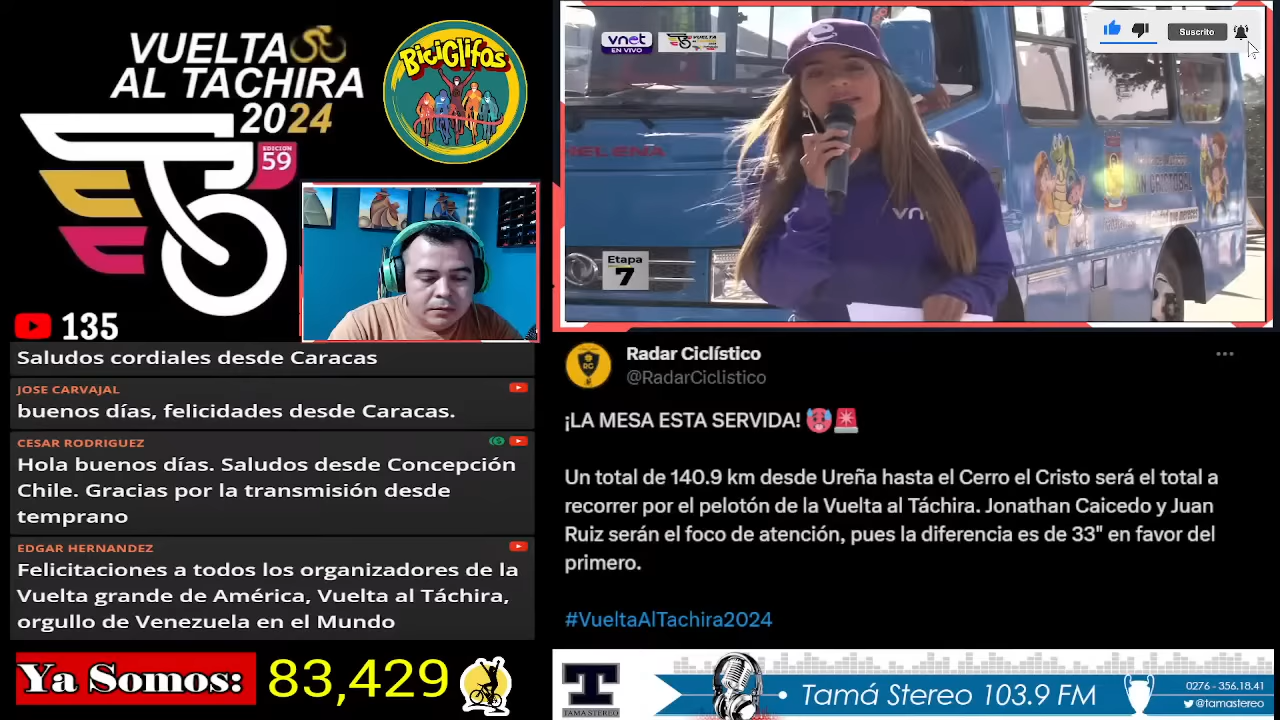 VUELTA
AL TACHIRA
2024
EDICION
59
BiciGlifos
135
Saludos cordiales desde Caracas
JOSE CARVAJAL
buenos días, felicidades desde Caracas.
CESAR RODRIGUEZ
Hola buenos días. Saludos desde Concepción
Chile. Gracias por la transmisión desde
temprano
EDGAR HERNANDEZ
Felicitaciones a todos los organizadores de la
Vuelta grande de América, Vuelta al Táchira,
orgullo de Venezuela en el Mundo
Ya Somos:
83,429
vnet
EN VIVO
VUELTA
Suscrito
Etapa
7
Radar Ciclístico
@RadarCiclistico
¡LA MESA ESTA SERVIDA! 🥵🚨
Un total de 140.9 km desde Ureña hasta el Cerro el Cristo será el total a
recorrer por el pelotón de la Vuelta al Táchira. Jonathan Caicedo y Juan
Ruiz serán el foco de atención, pues la diferencia es de 33" en favor del
primero.
#VueltaAlTachira2024
T
TAMA STEREO
Tamá Stereo 103.9 FM
0276 - 356.18.41
@tamastereo